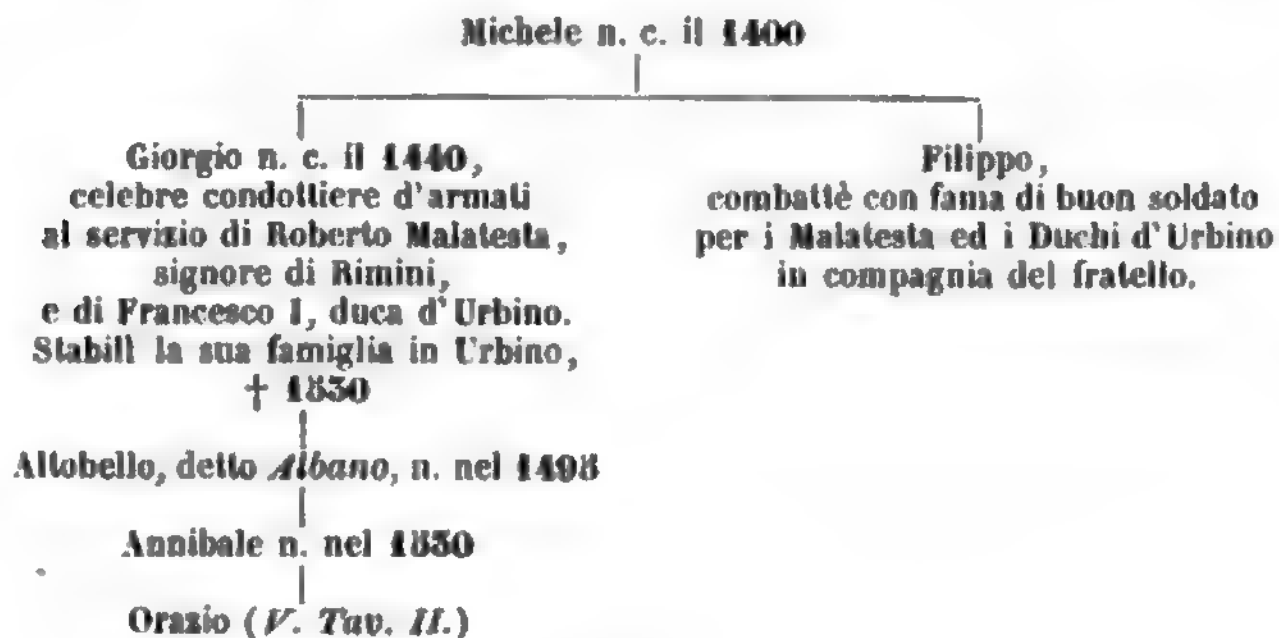 Michele n. c. il 1400
Giorgio n. c. il 1440,
celebre condottiere d'armati
al servizio di Roberto Malatesta,
signore di Rimini,
e di Francesco I, duca d'Urbino.
Stabilì la sua famiglia in Urbino,
† 1530
Filippo,
combattè con fama di buon soldato
per i Malatesta ed i Duchi d'Urbino
in compagnia del fratello.
Altobello, detto Albano, n. nel 1495
Annibale n. nel 1530
Orazio (V. Tav. II.)